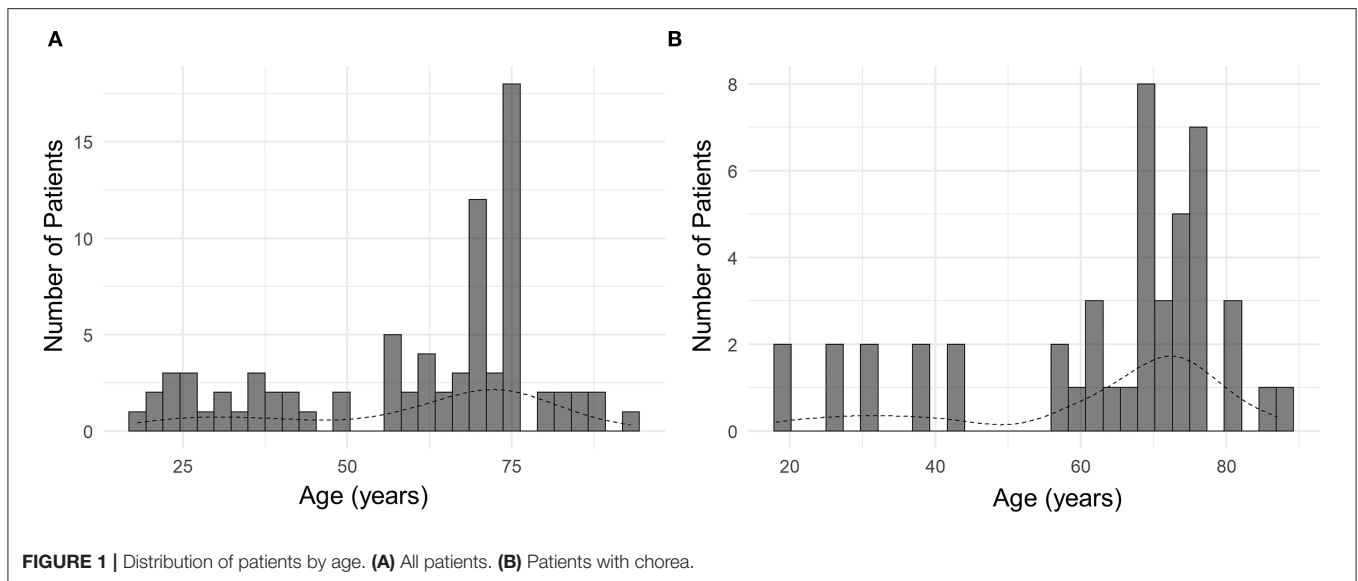 A
B
Number of Patients
15
10
5
0
25 50 75
Age (years)
Number of Patients
8
6
4
2
0
20 40 60 80
Age (years)
FIGURE 1 | Distribution of patients by age. (A) All patients. (B) Patients with chorea.